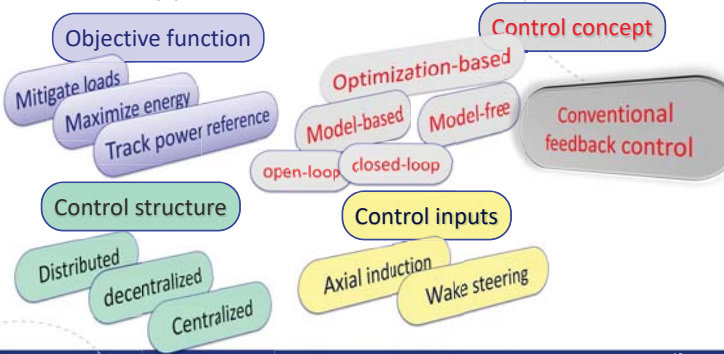 Objective function
Mitigate loads
Maximize energy
Track power reference
Control concept
Optimization-based
Model-based
Model-free
open-loop
closed-loop
Conventional
feedback control
Control structure
Distributed
decentralized
Centralized
Control inputs
Axial induction
Wake steering